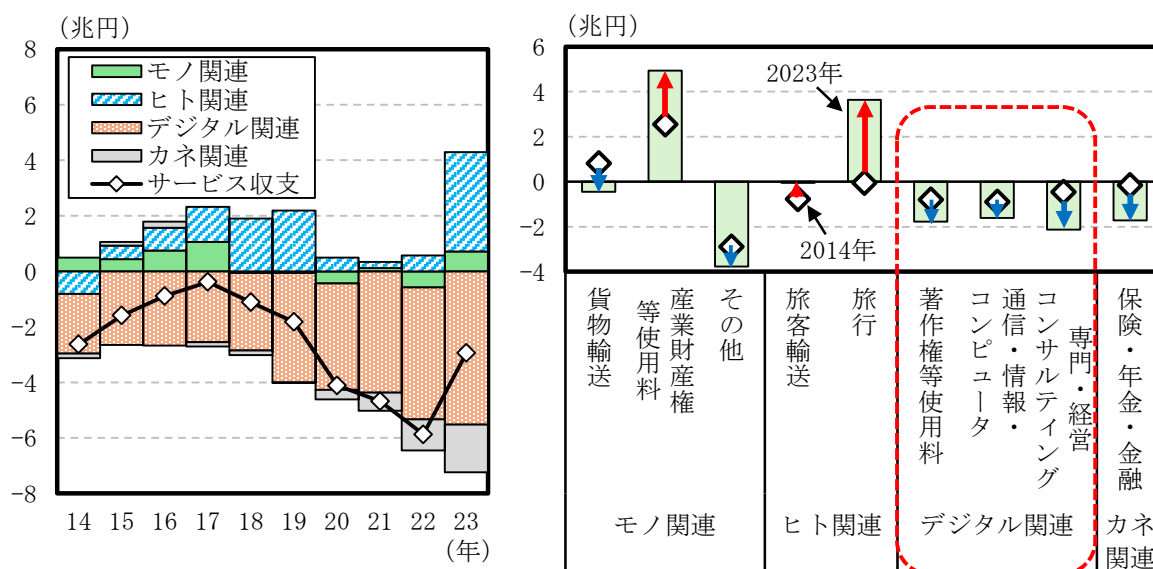 (兆円)
8
6
4
2
0
−2
−4
−6
−8
モノ関連
ヒト関連
デジタル関連
カネ関連
サービス収支
14 15 16 17 18 19 20 21 22 23
(年)
(兆円)
6
4
2
0
−2
−4
2023年
2014年
貨物輸送
産業財産権
等使用料
その他
旅客輸送
旅行
著作権等使用料
通信・情報・
コンピュータ
専門・経営
コンサルティング
保険・年金・金融
モノ関連
ヒト関連
デジタル関連
カネ
関連